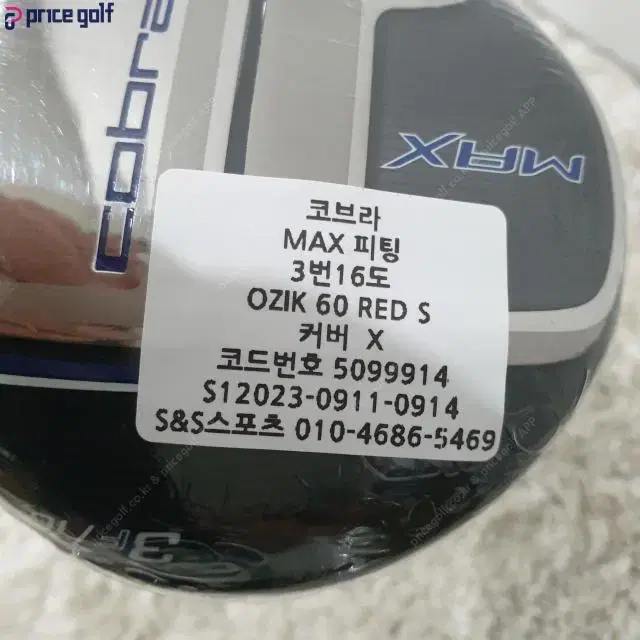 price golf
cobra
MAX
코브라
MAX 피팅
3번16도
OZIK 60 RED S
커버 X
코드번호 5099914
S12023-0911-0914
S&S스포츠 010-4686-5469